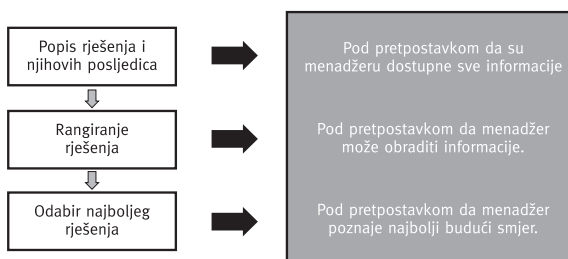 Popis rješenja i
njihovih posljedica
Pod pretpostavkom da su
menadžeru dostupne sve informacije
Rangiranje
rješenja
Pod pretpostavkom da menadžer
može obraditi informacije.
Odabir najboljeg
rješenja
Pod pretpostavkom da menadžer
poznaje najbolji budući smjer.